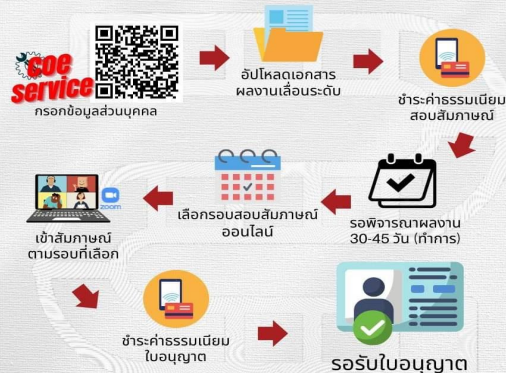 coe
service
กรอกข้อมูลส่วนบุคคล
อัปโหลดเอกสาร
ผลงานเลื่อนระดับ
ชำระค่าธรรมเนียม
สอบสัมภาษณ์
รอพิจารณาผลงาน
30-45 วัน (ทำการ)
เลือกรอบสอบสัมภาษณ์
ออนไลน์
zoom
เข้าสัมภาษณ์
ตามรอบที่เลือก
ชำระค่าธรรมเนียม
ใบอนุญาต
รอรับใบอนุญาต